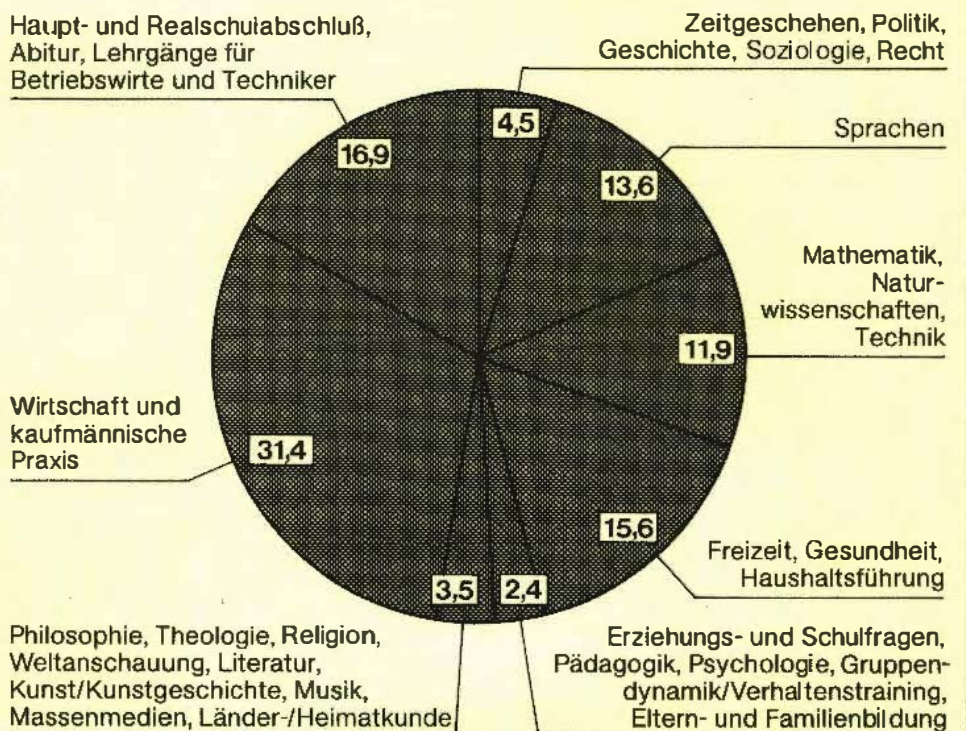 Haupt- und Realschulabschluß,
Abitur, Lehrgänge für
Betriebswirte und Techniker
16,9
Zeitgeschehen, Politik,
Geschichte, Soziologie, Recht
4,5
Sprachen
13,6
Mathematik,
Natur-
wissenschaften,
Technik
11,9
Wirtschaft und
kaufmännische
Praxis
31,4
15,6
Freizeit, Gesundheit,
Haushaltsführung
3,5
2,4
Philosophie, Theologie, Religion,
Weltanschauung, Literatur,
Kunst/Kunstgeschichte, Musik,
Massenmedien, Länder-/Heimatkunde
Erziehungs- und Schulfragen,
Pädagogik, Psychologie, Gruppen-
dynamik/Verhaltenstraining,
Eltern- und Familienbildung